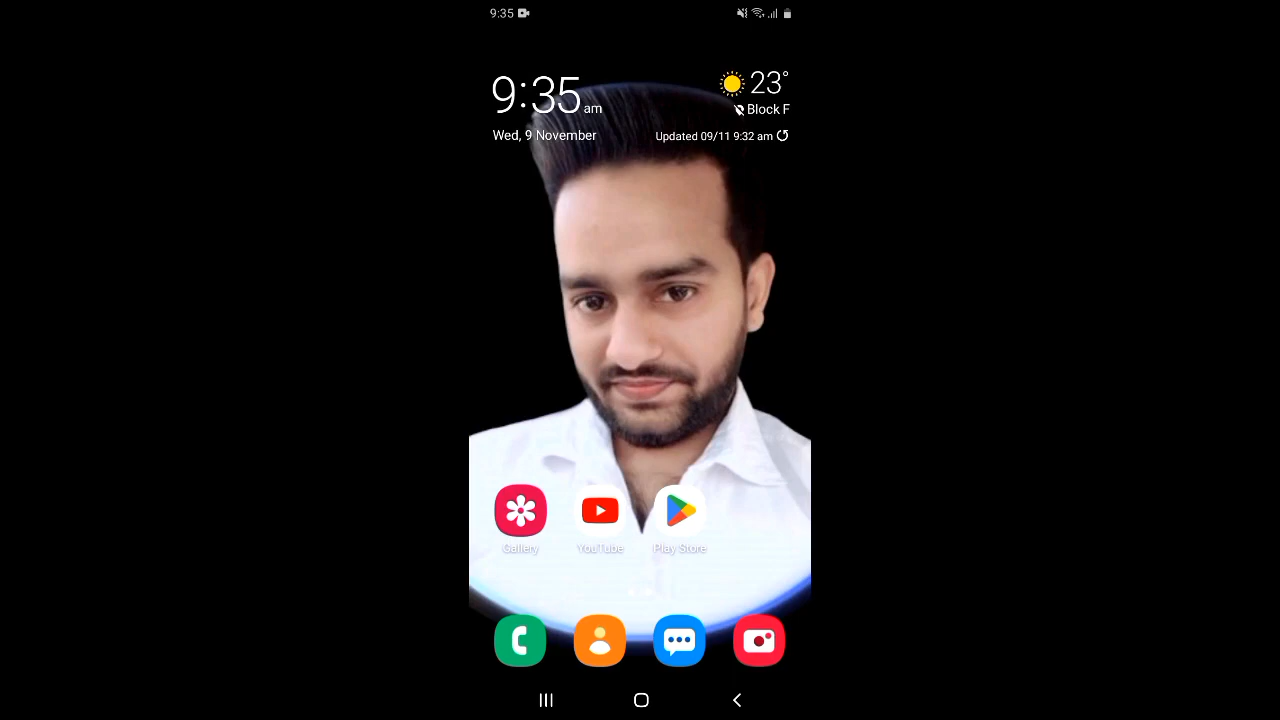 9:35
9:35 am
23°
Block F
Wed, 9 November
Updated 09/11 9:32 am
Gallery
YouTube
Play Store